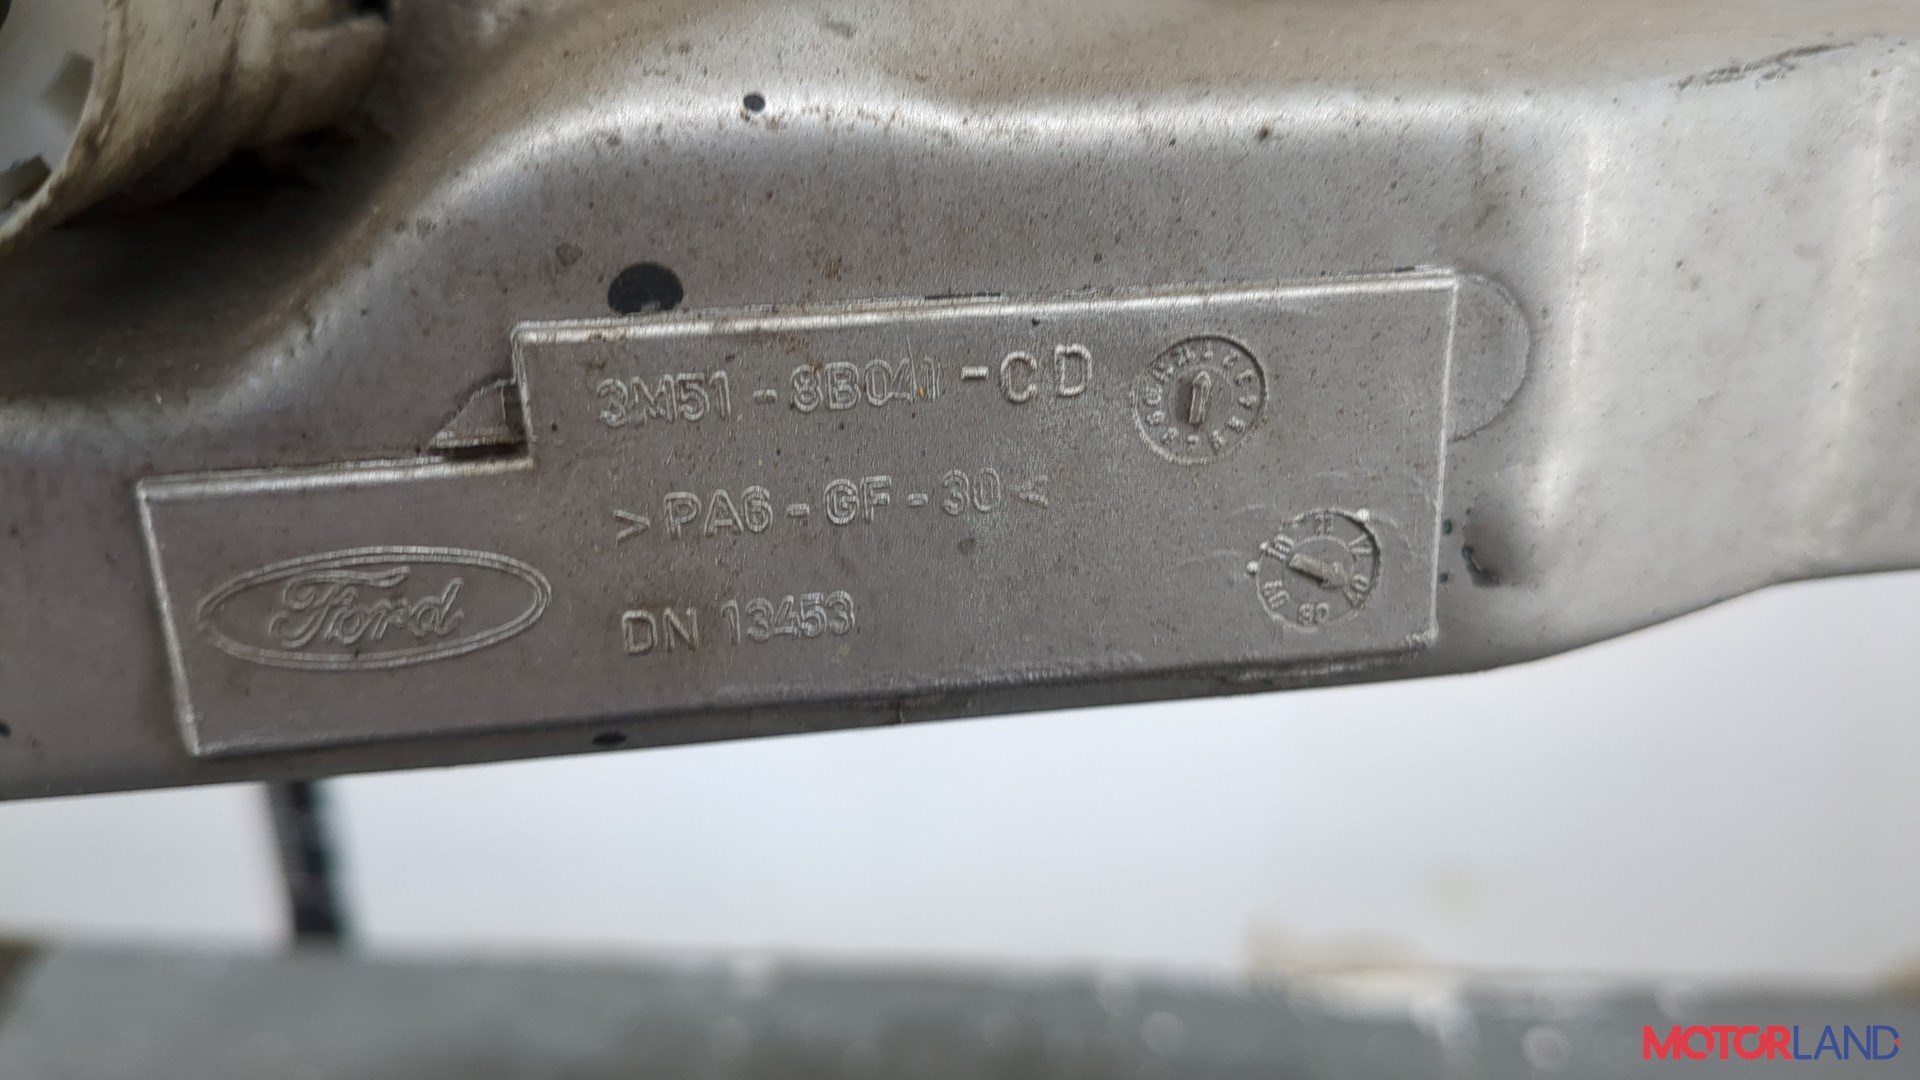 3M51-8B041-CD
>PA6-GF-30<
Ford
DN 13453
MOTORLAND